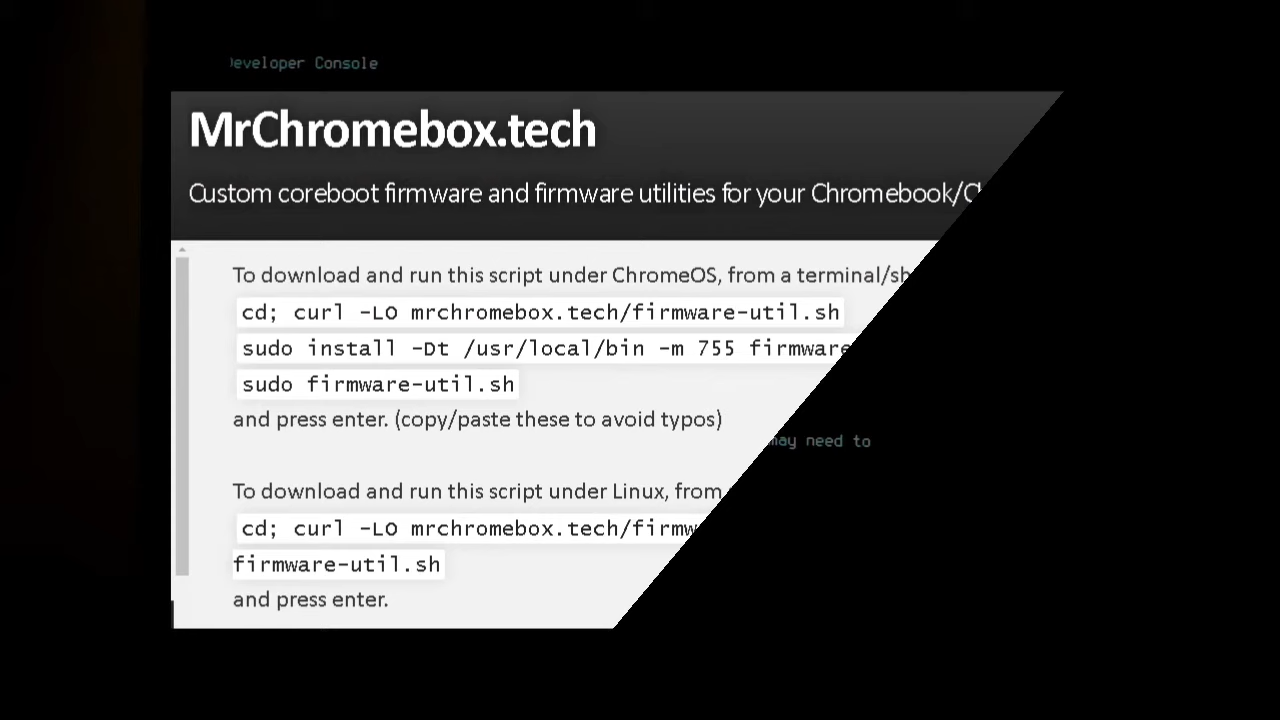 eveloper Console
MrChromebox.tech
Custom coreboot firmware and firmware utilities for your Chromebook/C
To download and run this script under ChromeOS, from a terminal/sh
cd; curl -LO mrchromebox.tech/firmware-util.sh
sudo install -Dt /usr/local/bin -m 755 firmware
sudo firmware-util.sh
and press enter. (copy/paste these to avoid typos)
may need to
To download and run this script under Linux, from
cd; curl -LO mrchromebox.tech/firmw
firmware-util.sh
and press enter.